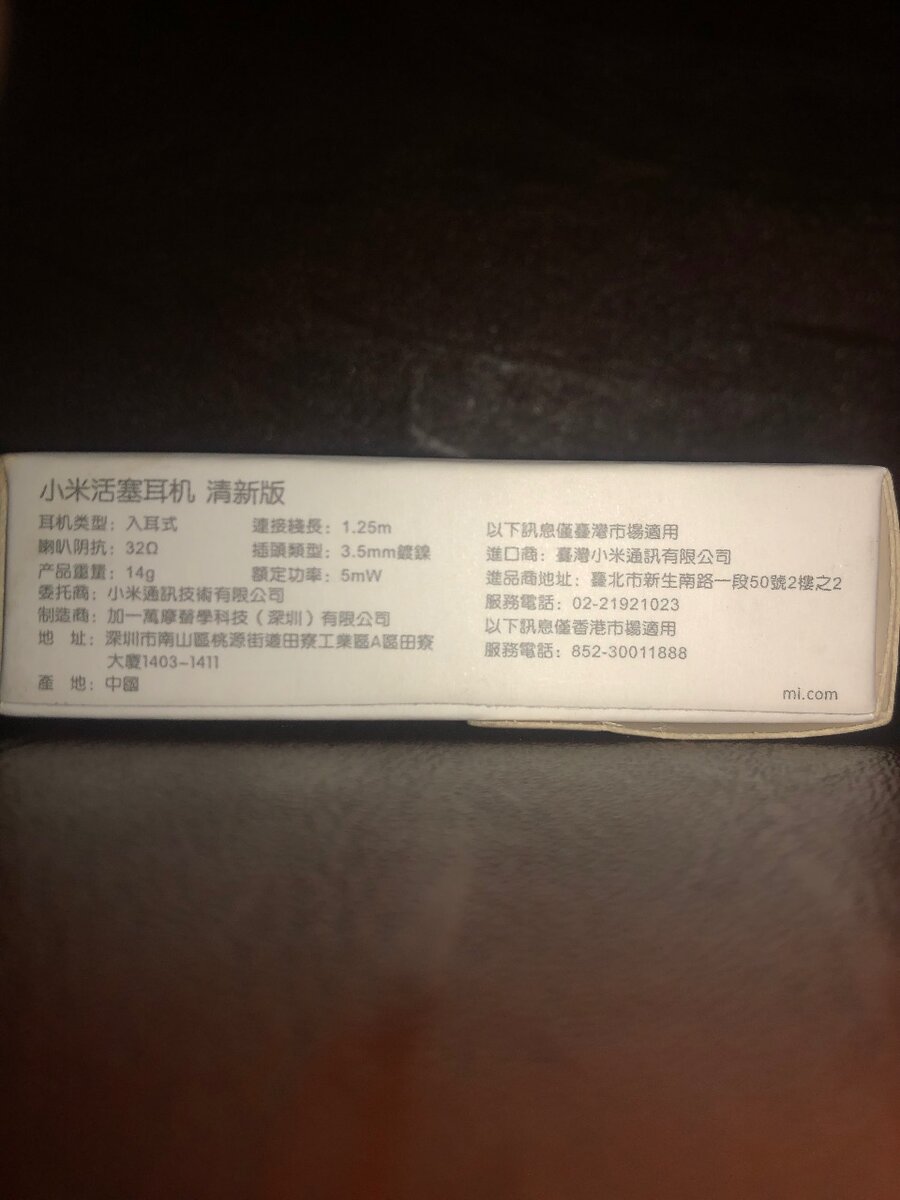 小米活塞耳机 清新版
耳机类型：入耳式 連接綫長：1.25m
喇叭阴抗：32Ω 插頭類型：3.5mm鍍鎳
产品重量：14g 額定功率：5mW
委托商：小米通訊技術有限公司
制造商：加一萬摩聲學科技（深圳）有限公司
地 址：深圳市南山區桃源街道田寮工業區A區田寮
大廈1403-1411
產 地：中國
以下訊息僅臺灣市場適用
進口商：臺灣小米通訊有限公司
進品商地址：臺北市新生南路一段50號2樓之2
服務電話：02-21921023
以下訊息僅香港市場適用
服務電話：852-30011888
mi.com